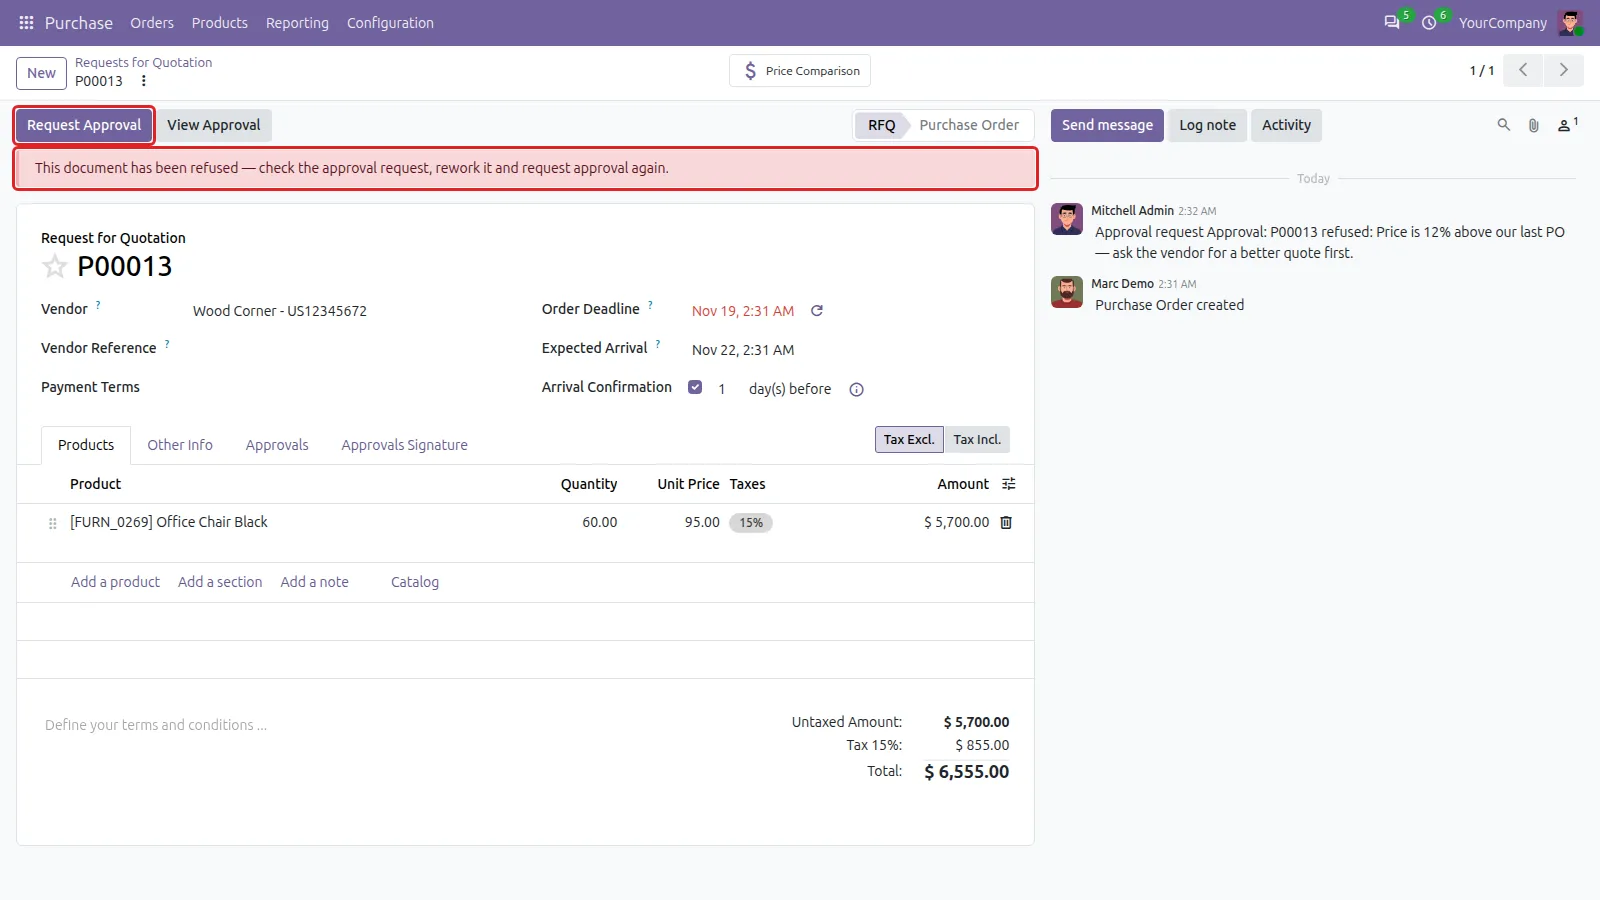 Purchase Orders Products Reporting Configuration 5 6 YourCompany
New Requests for Quotation
P00013
Price Comparison
1 / 1
Request Approval View Approval RFQ Purchase Order
This document has been refused — check the approval request, rework it and request approval again.
Request for Quotation
P00013
Vendor ? Wood Corner - US12345672
Vendor Reference ?
Payment Terms
Order Deadline ? Nov 19, 2:31 AM
Expected Arrival ? Nov 22, 2:31 AM
Arrival Confirmation 1 day(s) before
Products Other Info Approvals Approvals Signature Tax Excl. Tax Incl.
Product Quantity Unit Price Taxes Amount
[FURN_0269] Office Chair Black 60.00 95.00 15% $ 5,700.00
Add a product Add a section Add a note Catalog
Define your terms and conditions ...
Untaxed Amount: $ 5,700.00
Tax 15%: $ 855.00
Total: $ 6,555.00
Send message Log note Activity 1
Today
Mitchell Admin 2:32 AM
Approval request Approval: P00013 refused: Price is 12% above our last PO
— ask the vendor for a better quote first.
Marc Demo 2:31 AM
Purchase Order created